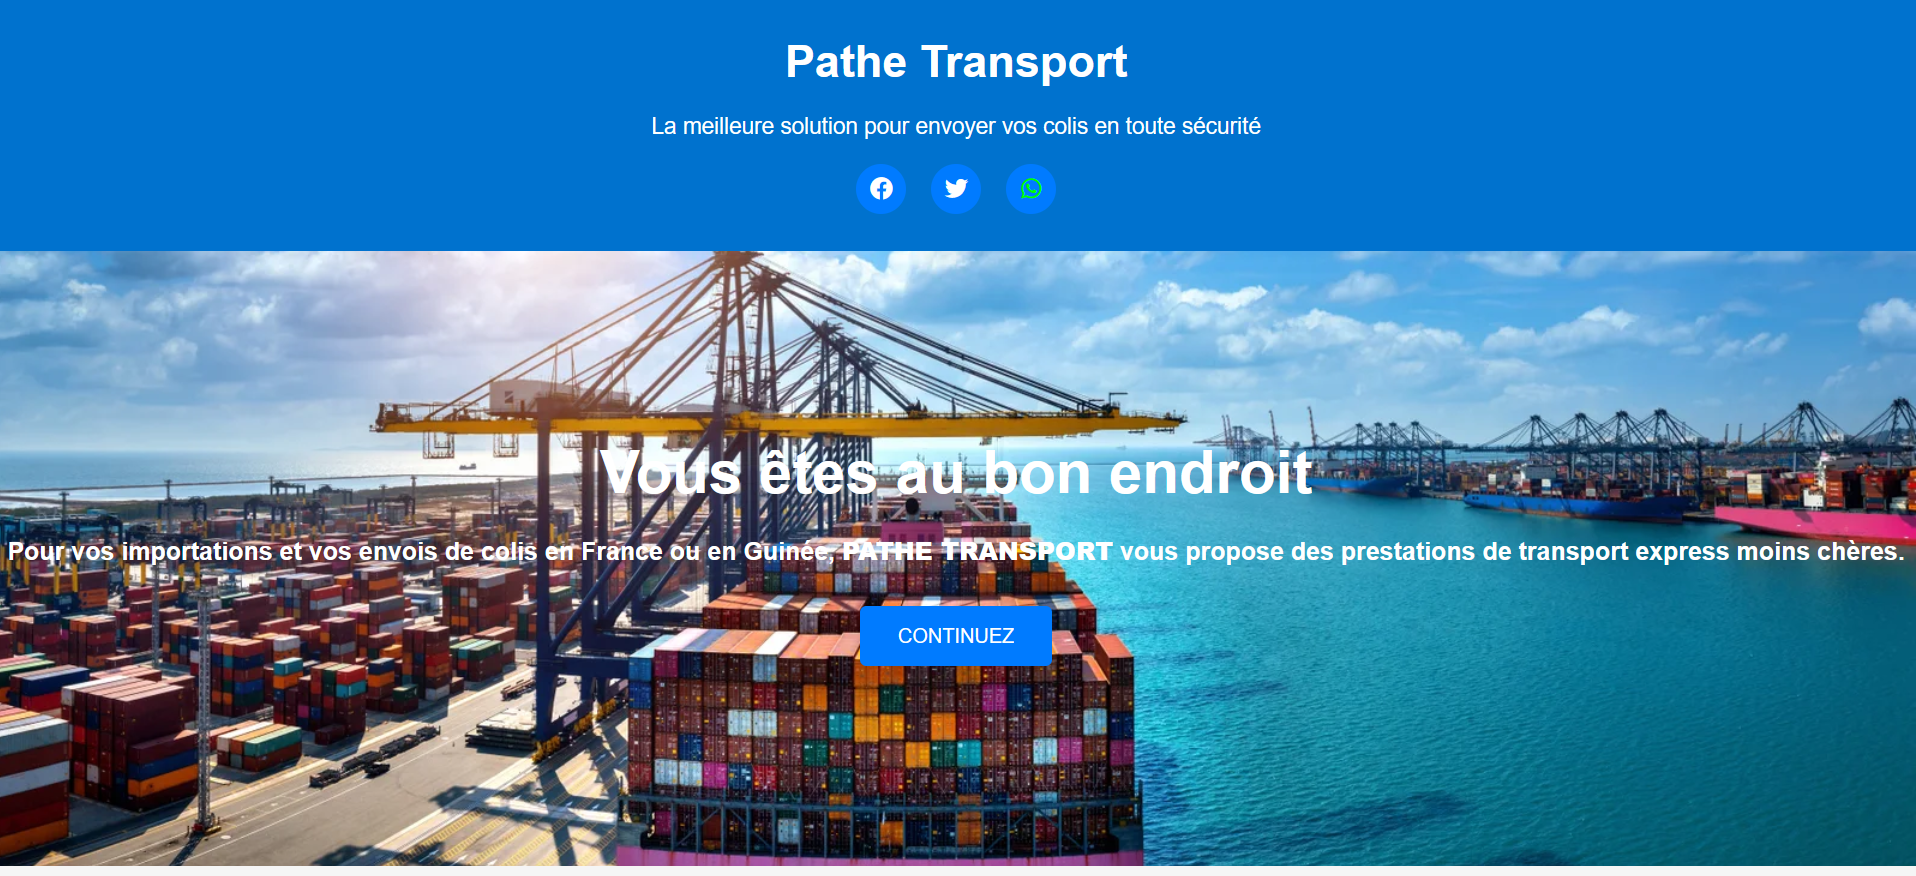 Pathe Transport
La meilleure solution pour envoyer vos colis en toute sécurité
Vous êtes au bon endroit
Pour vos importations et vos envois de colis en France ou en Guinée, PATHE TRANSPORT vous propose des prestations de transport express moins chères.
CONTINUEZ